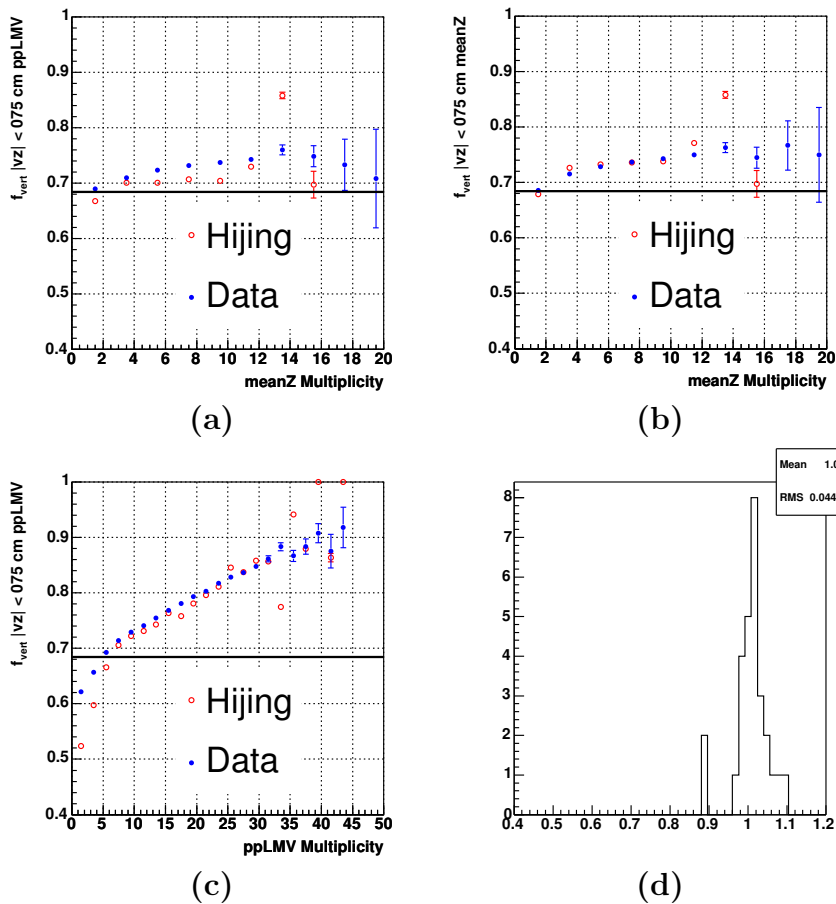 f_vert |vz| < 075 cm ppLMV
1
0.9
0.8
0.7
0.6
0.5
0.4
Hijing
Data
0 2 4 6 8 10 12 14 16 18 20
meanZ Multiplicity
(a)
f_vert |vz| < 075 cm meanZ
1
0.9
0.8
0.7
0.6
0.5
0.4
Hijing
Data
0 2 4 6 8 10 12 14 16 18 20
meanZ Multiplicity
(b)
f_vert |vz| < 075 cm ppLMV
1
0.9
0.8
0.7
0.6
0.5
0.4
Hijing
Data
0 5 10 15 20 25 30 35 40 45 50
ppLMV Multiplicity
(c)
Mean 1.0
RMS 0.044
8
7
6
5
4
3
2
1
0
0.4 0.5 0.6 0.7 0.8 0.9 1 1.1 1.2
(d)